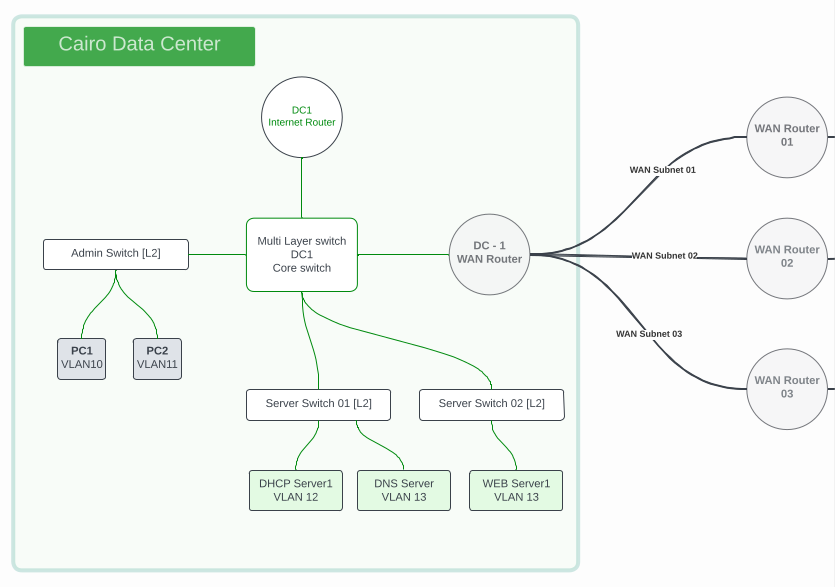 Cairo Data Center
DC1
Internet Router
WAN Router
01
WAN Subnet 01
Multi Layer switch
DC1
Core switch
Admin Switch [L2]
DC - 1
WAN Router
WAN Subnet 02
WAN Router
02
WAN Subnet 03
PC1
VLAN10
PC2
VLAN11
WAN Router
03
Server Switch 01 [L2]
Server Switch 02 [L2]
DHCP Server1
VLAN 12
DNS Server
VLAN 13
WEB Server1
VLAN 13